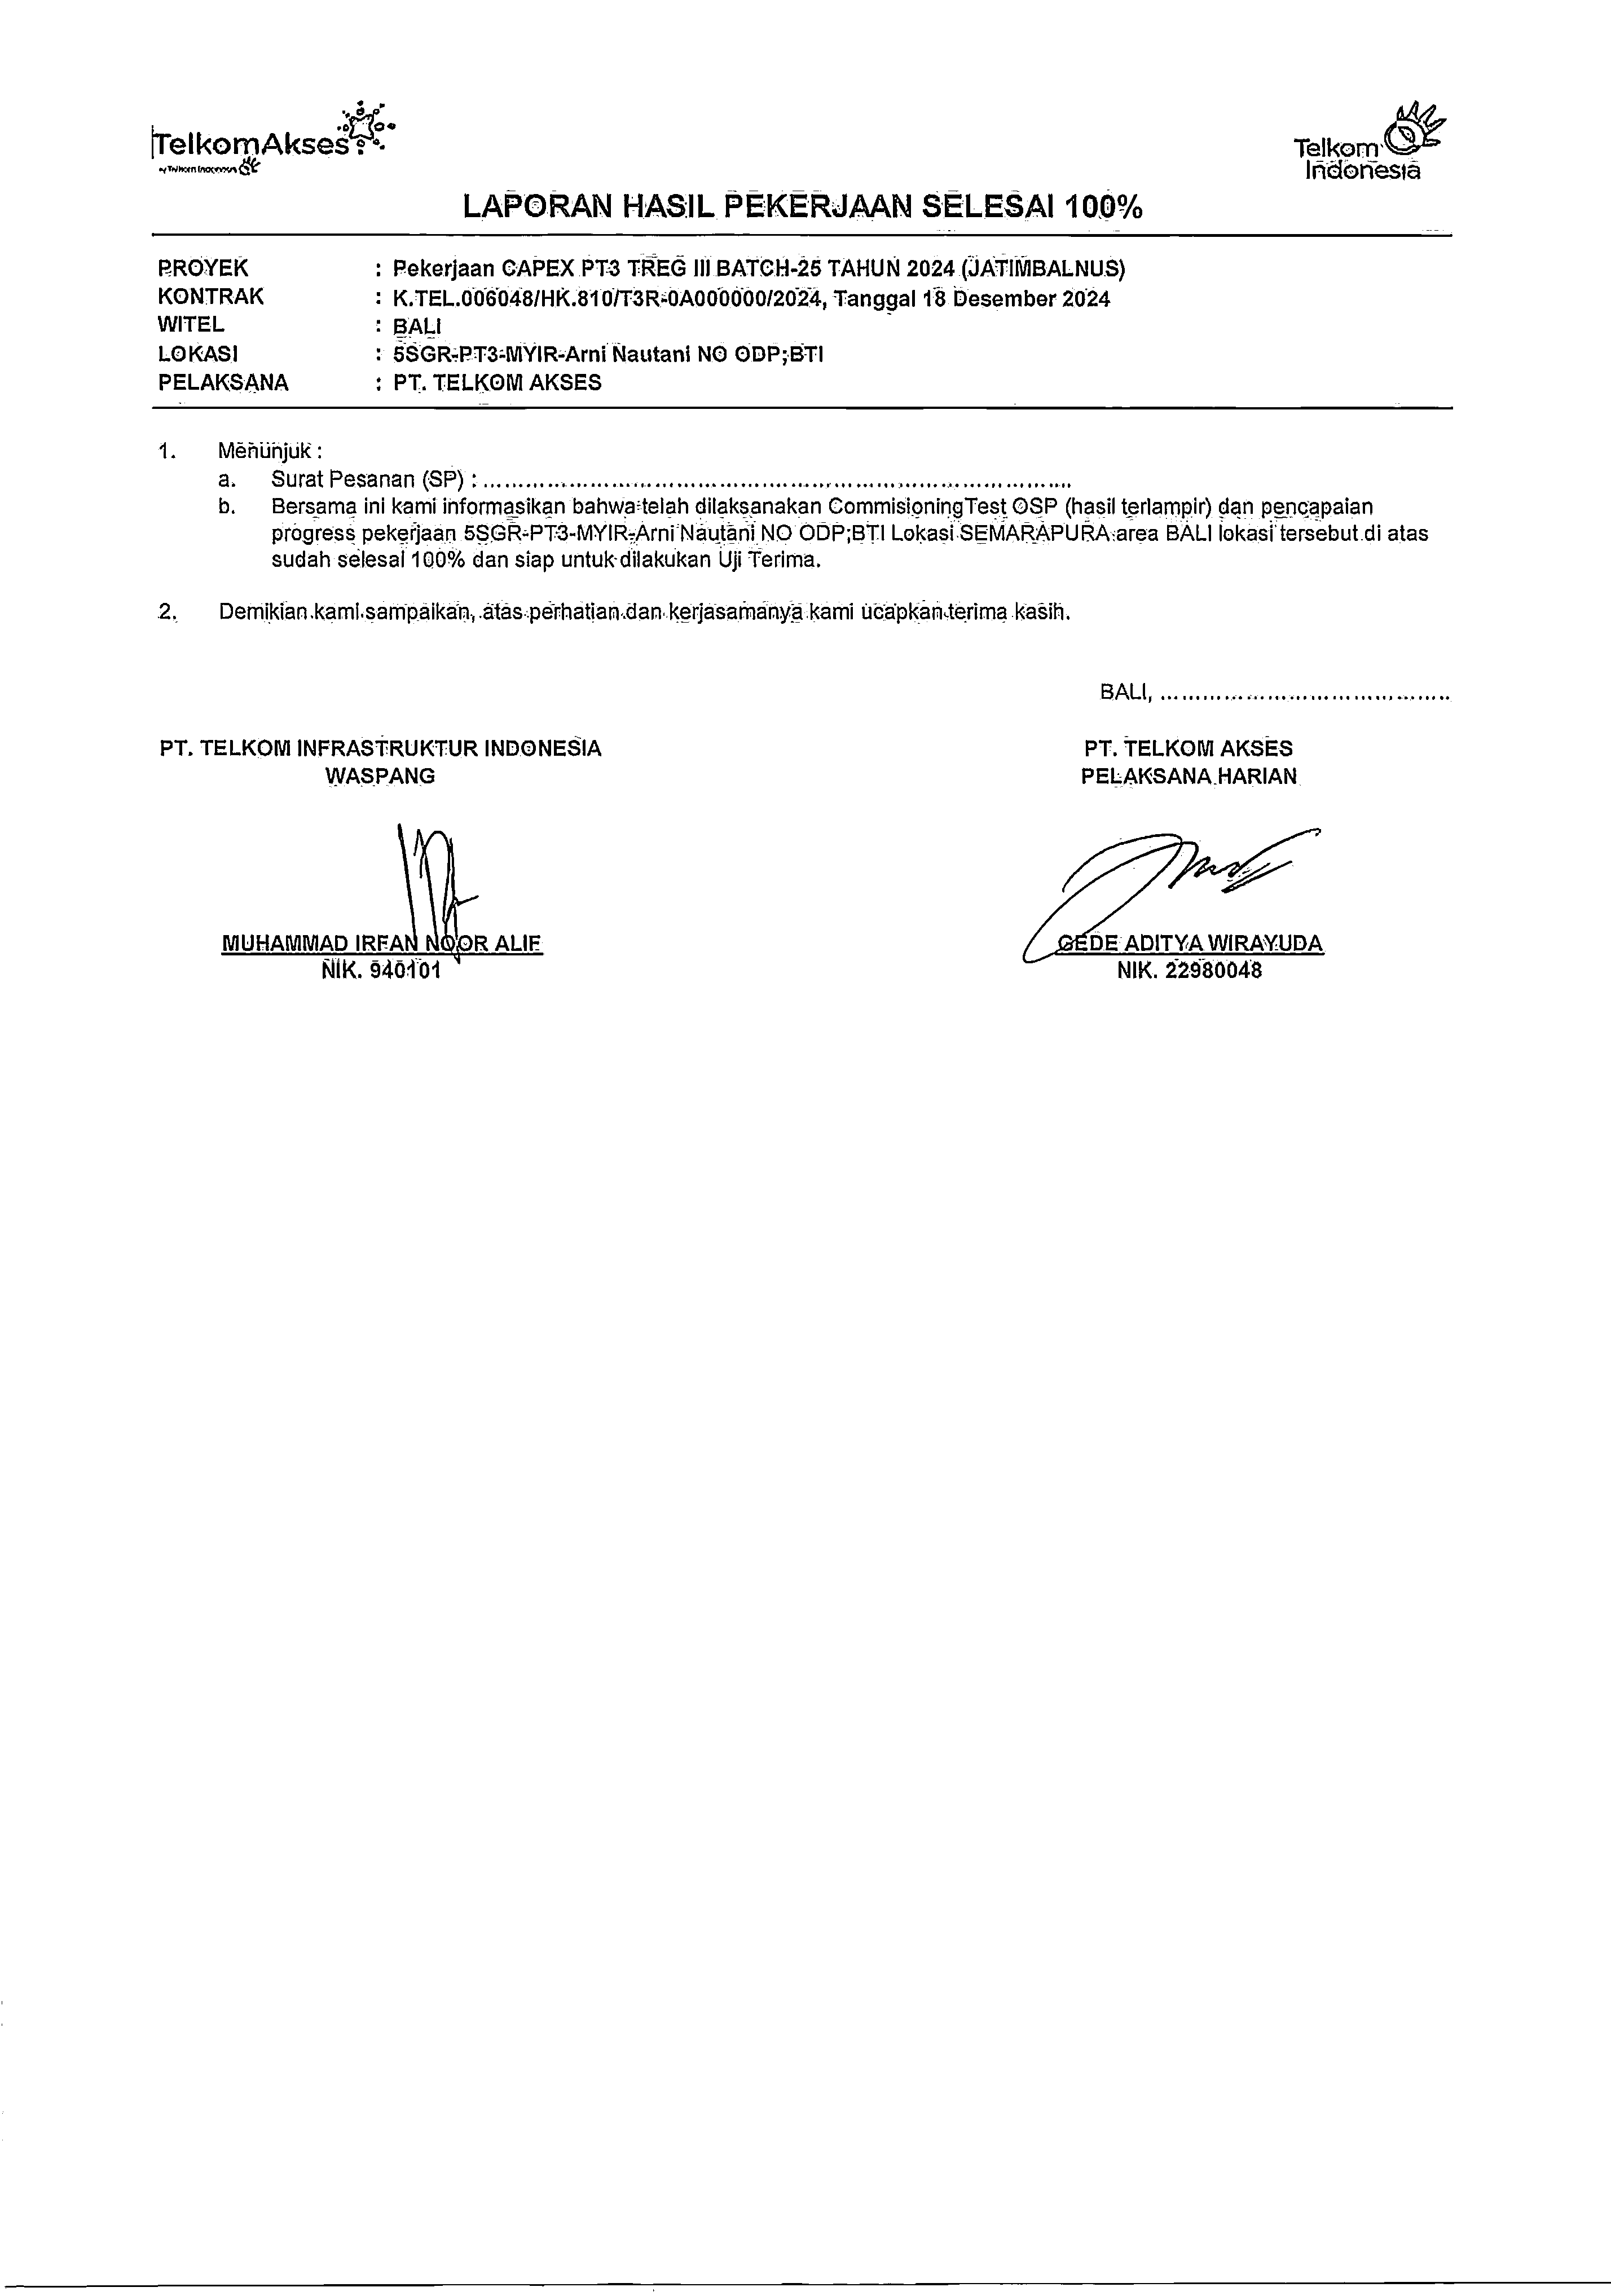 TelkomAkses
by Telkom Indonesia
Telkom
Indonesia
LAPORAN HASIL PEKERJAAN SELESAI 100%
PROYEK : Pekerjaan CAPEX PT3 TREG III BATCH-25 TAHUN 2024 (JATIMBALNUS)
KONTRAK : K.TEL.006048/HK.810/T3R-0A000000/2024, Tanggal 18 Desember 2024
WITEL : BALI
LOKASI : 5SGR-PT3-MYIR-Arni Nautani NO ODP;BTI
PELAKSANA : PT. TELKOM AKSES
1. Menunjuk :
a. Surat Pesanan (SP) : ....................................................................................
b. Bersama ini kami informasikan bahwa telah dilaksanakan CommisioningTest OSP (hasil terlampir) dan pencapaian
progress pekerjaan 5SGR-PT3-MYIR-Arni Nautani NO ODP;BTI Lokasi SEMARAPURA area BALI lokasi tersebut di atas
sudah selesai 100% dan siap untuk dilakukan Uji Terima.
2. Demikian kami sampaikan, atas perhatian dan kerjasamanya kami ucapkan terima kasih.
BALI, .........................................
PT. TELKOM INFRASTRUKTUR INDONESIA
WASPANG
PT. TELKOM AKSES
PELAKSANA HARIAN
MUHAMMAD IRFAN NOOR ALIF
NIK. 940101
GEDE ADITYA WIRAYUDA
NIK. 22980048